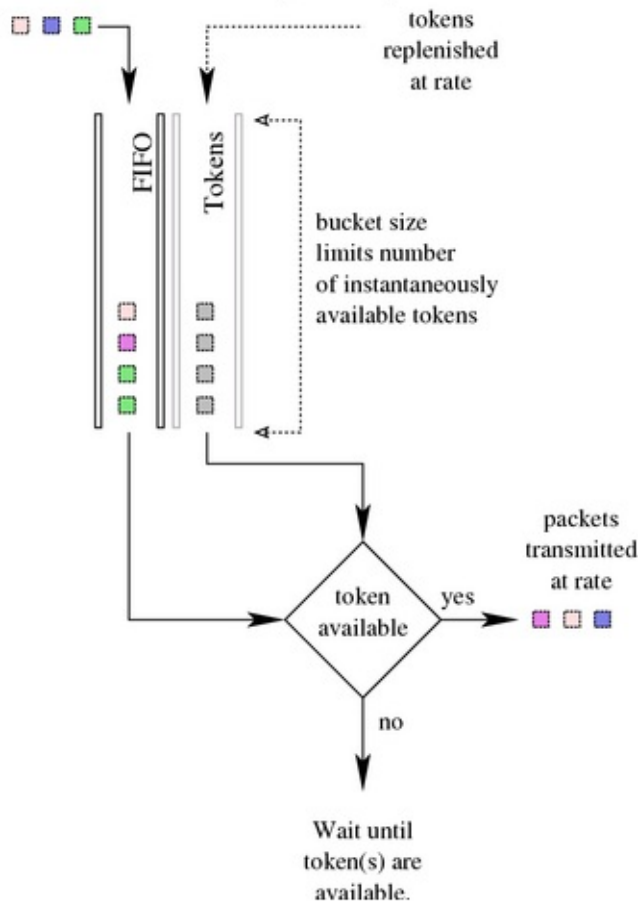 tokens
replenished
at rate
FIFO
Tokens
bucket size
limits number
of instantaneously
available tokens
packets
transmitted
at rate
token
available
yes
no
Wait until
token(s) are
available.